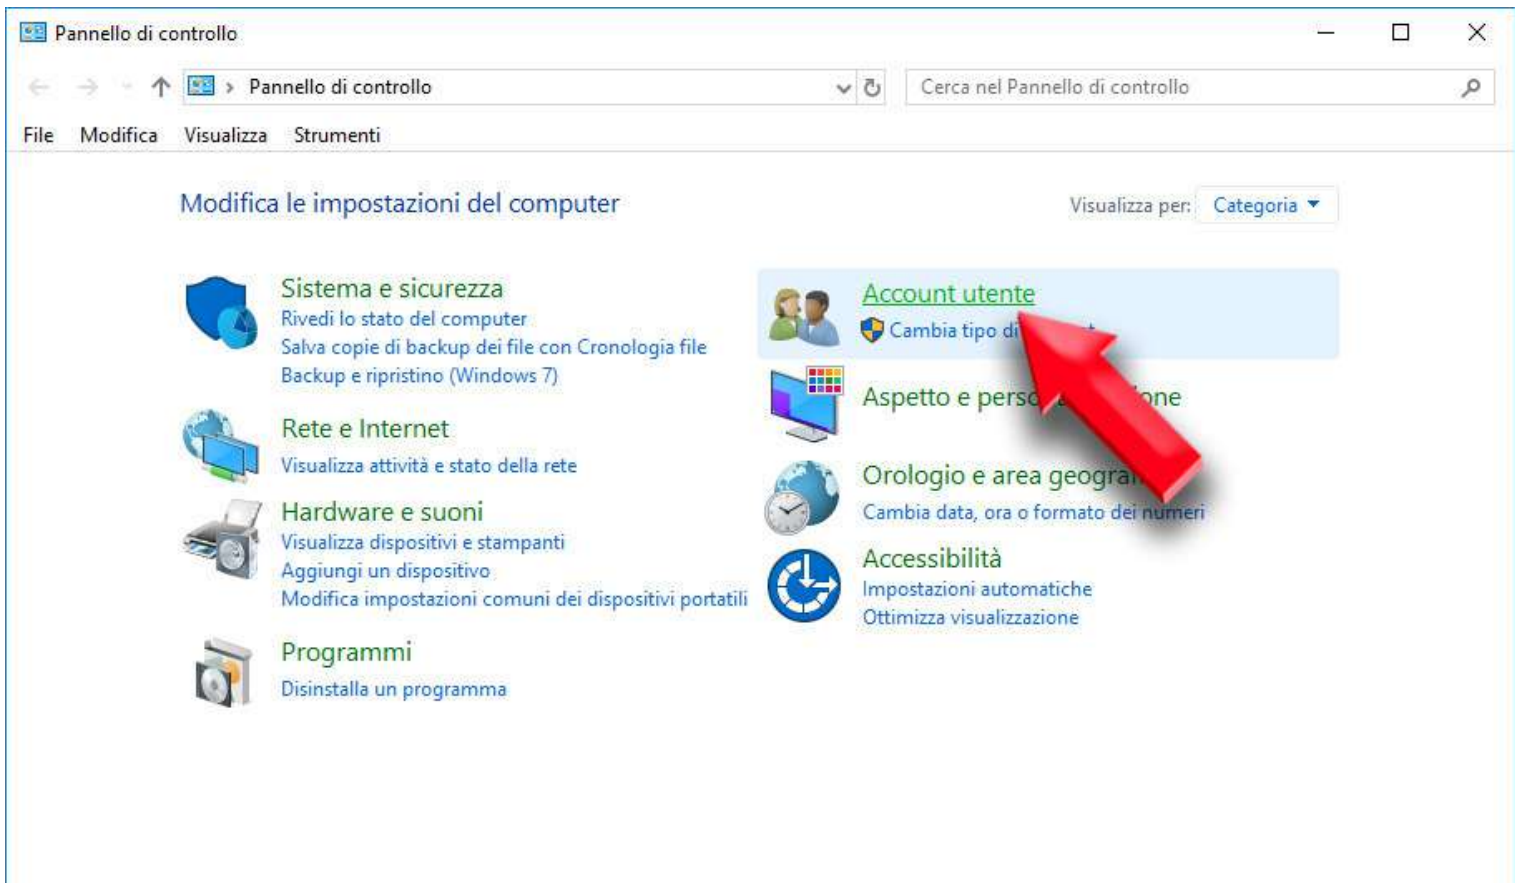 Pannello di controllo
Pannello di controllo
Cerca nel Pannello di controllo
File Modifica Visualizza Strumenti
Modifica le impostazioni del computer
Visualizza per: Categoria
Sistema e sicurezza
Rivedi lo stato del computer
Salva copie di backup dei file con Cronologia file
Backup e ripristino (Windows 7)
Rete e Internet
Visualizza attività e stato della rete
Hardware e suoni
Visualizza dispositivi e stampanti
Aggiungi un dispositivo
Modifica impostazioni comuni dei dispositivi portatili
Programmi
Disinstalla un programma
Account utente
Cambia tipo di
Aspetto e
Orologio e area
Cambia data, ora o formato dei numeri
Accessibilità
Impostazioni automatiche
Ottimizza visualizzazione